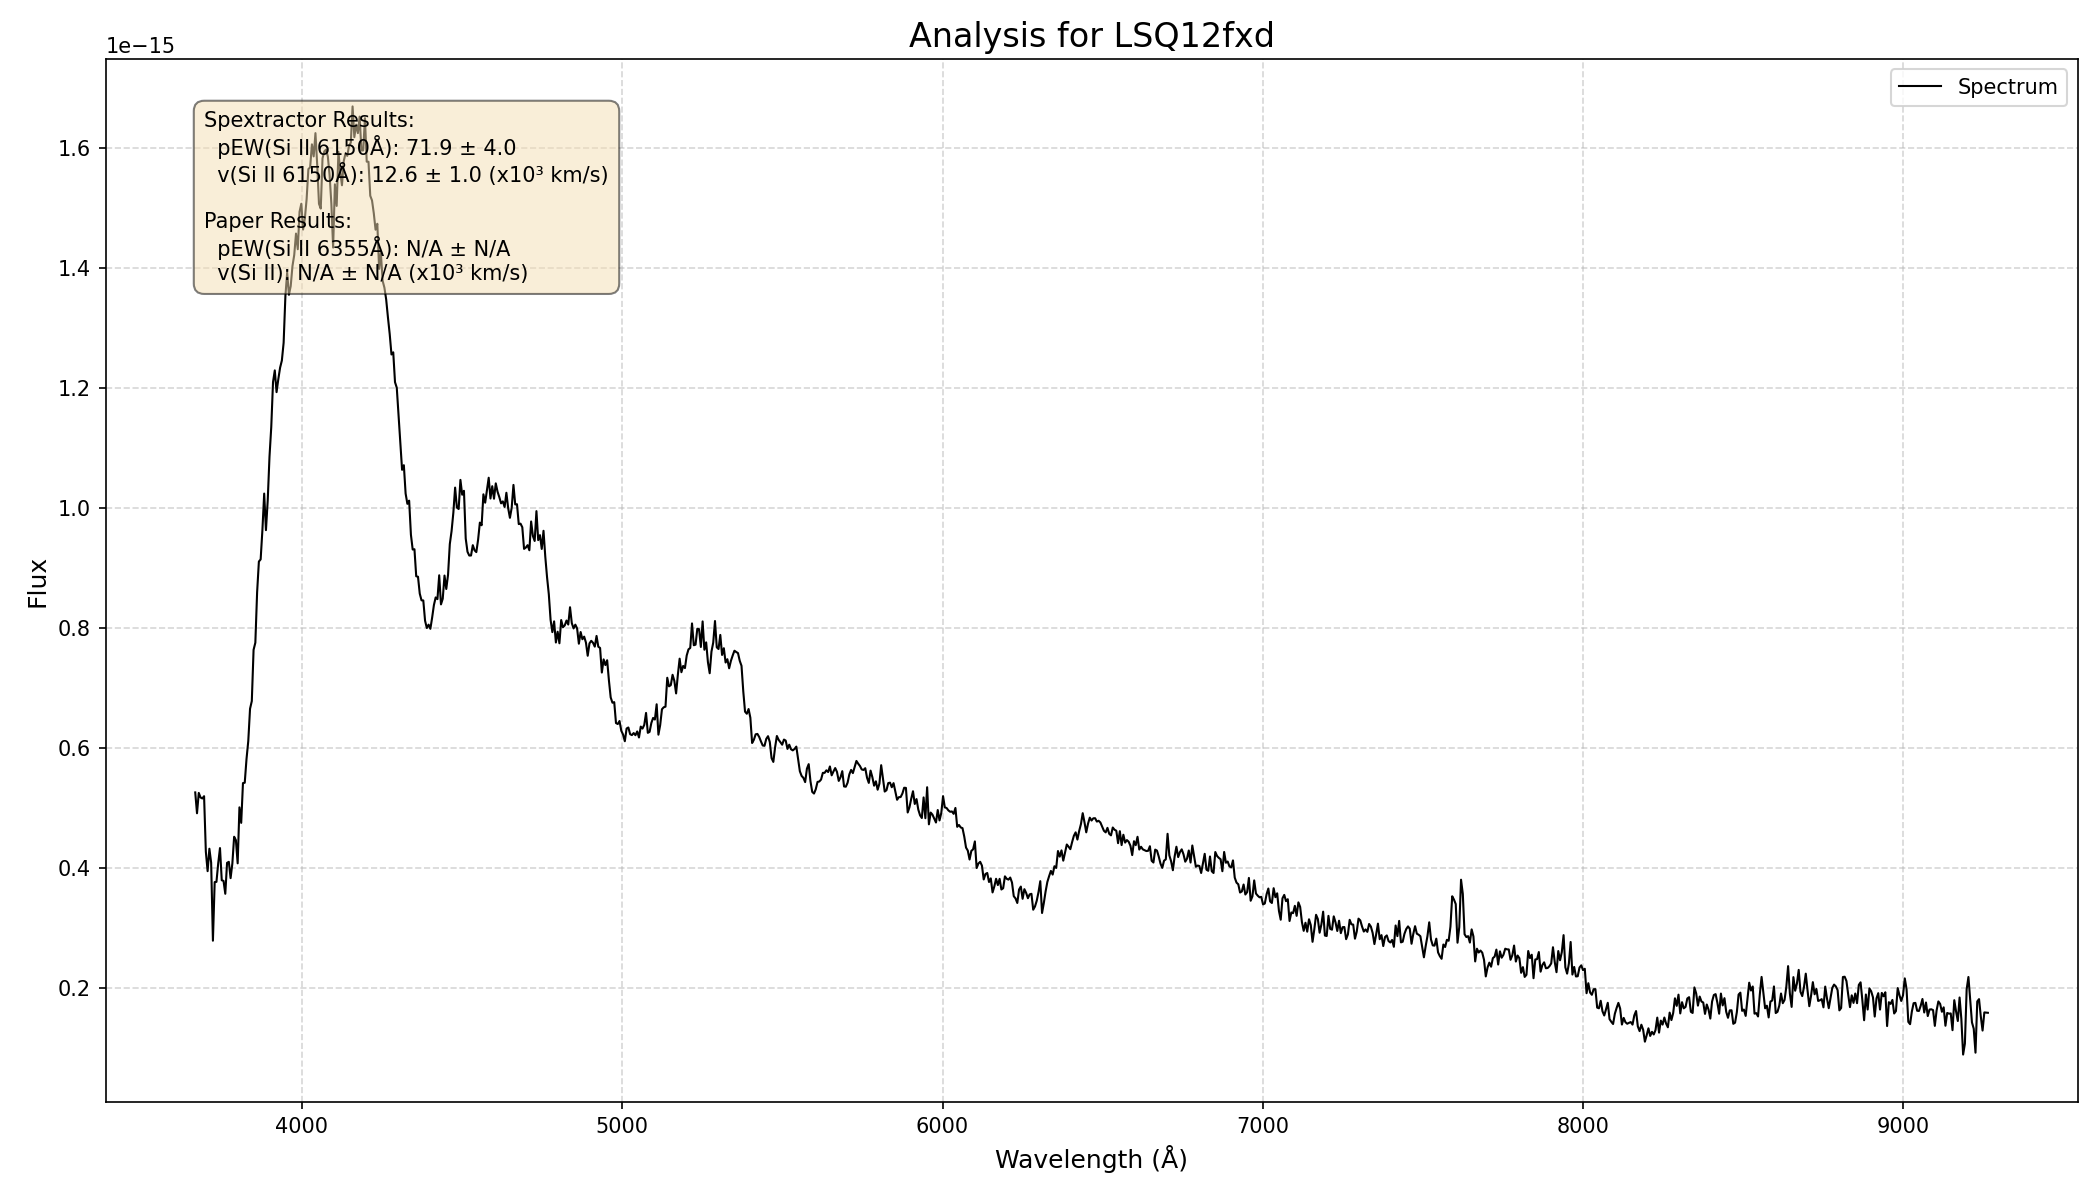 Analysis for LSQ12fxd
1e−15
Spectrum
Spextractor Results:
pEW(Si II 6150Å): 71.9 ± 4.0
v(Si II 6150Å): 12.6 ± 1.0 (x10³ km/s)
Paper Results:
pEW(Si II 6355Å): N/A ± N/A
v(Si II): N/A ± N/A (x10³ km/s)
1.6
1.4
1.2
1.0
0.8
0.6
0.4
0.2
Flux
4000 5000 6000 7000 8000 9000
Wavelength (Å)